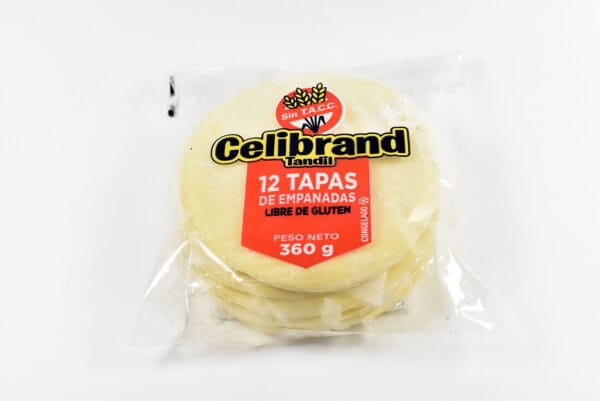 Sin T.A.C.C.
Celibrand
Tandil
12 TAPAS
DE EMPANADAS
LIBRE DE GLUTEN
PESO NETO
360 g
CONGELADO